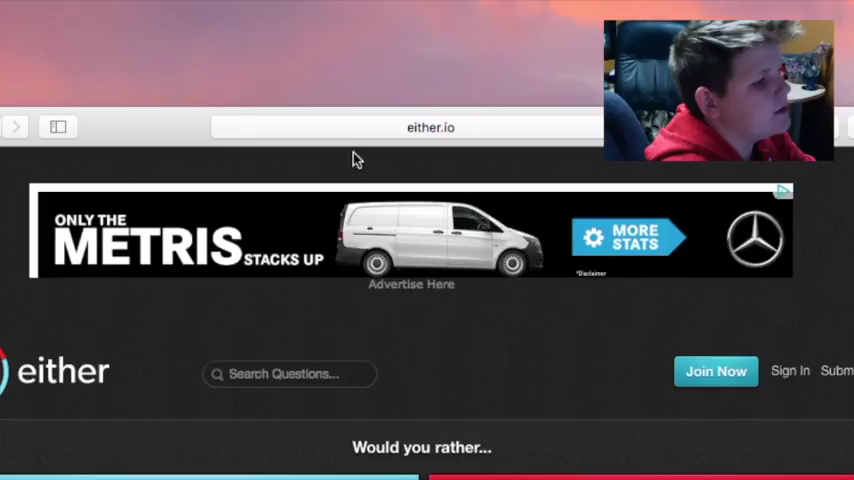 either.io
ONLY THE
METRIS STACKS UP
MORE
STATS
*Disclaimer
Advertise Here
either
Search Questions...
Join Now
Sign In
Subm
Would you rather...